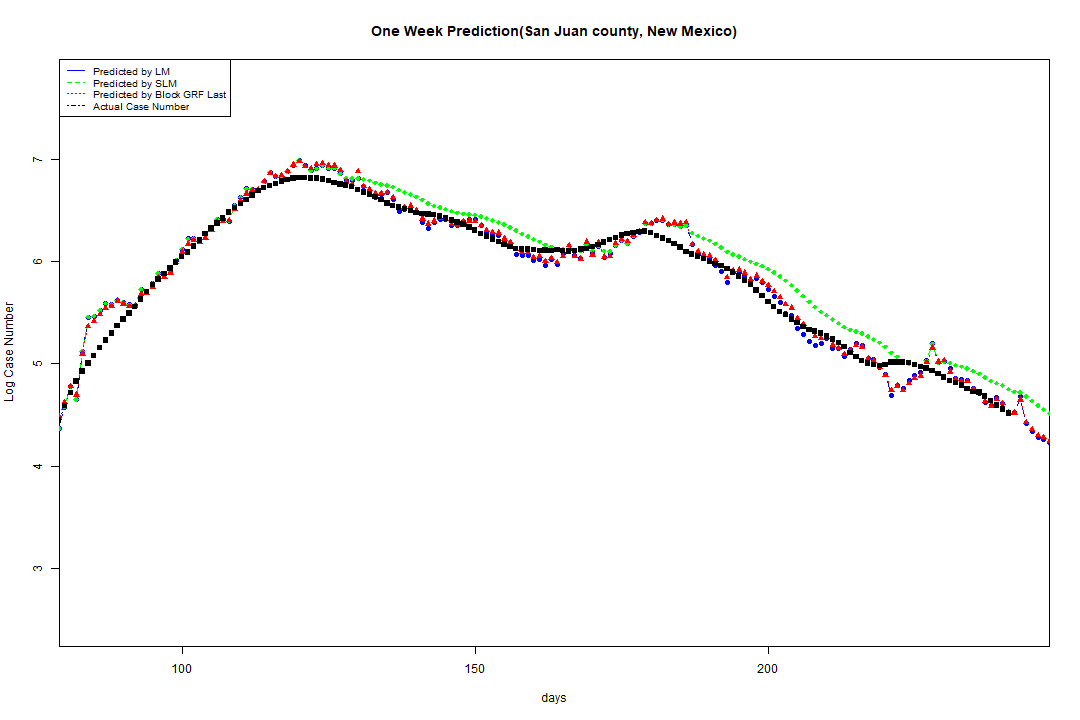 One Week Prediction(San Juan county, New Mexico)
Predicted by LM
Predicted by SLM
Predicted by Block GRF Last
Actual Case Number
7
6
5
4
3
Log Case Number
100 150 200
days